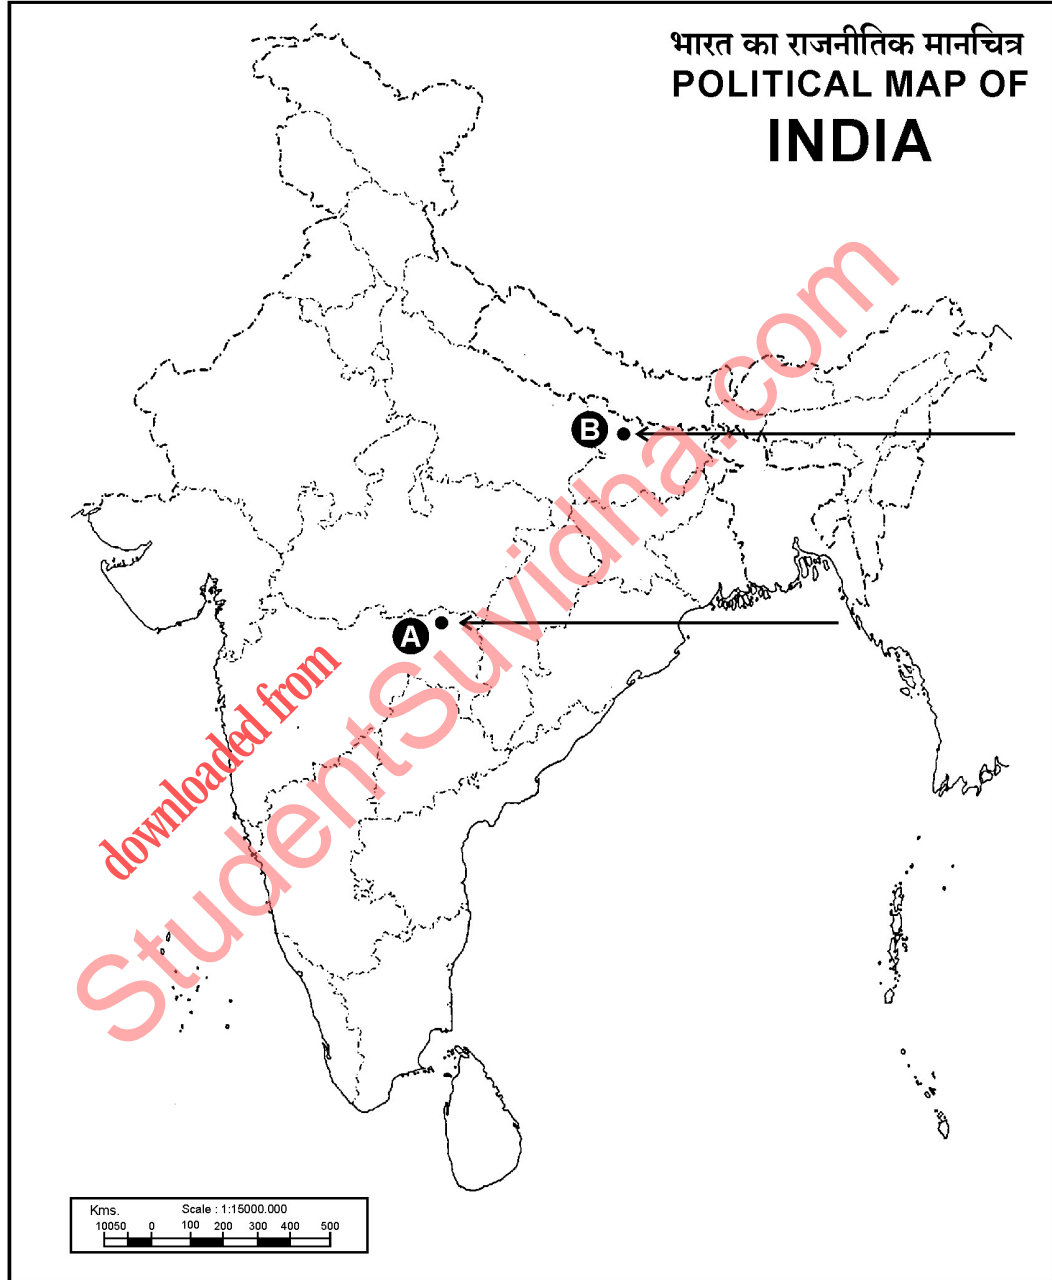 भारत का राजनीतिक मानचित्र
POLITICAL MAP OF
INDIA
B
A
downloaded from
StudentSuvidha.com
Kms.
Scale : 1:15000.000
10050 0 100 200 300 400 500